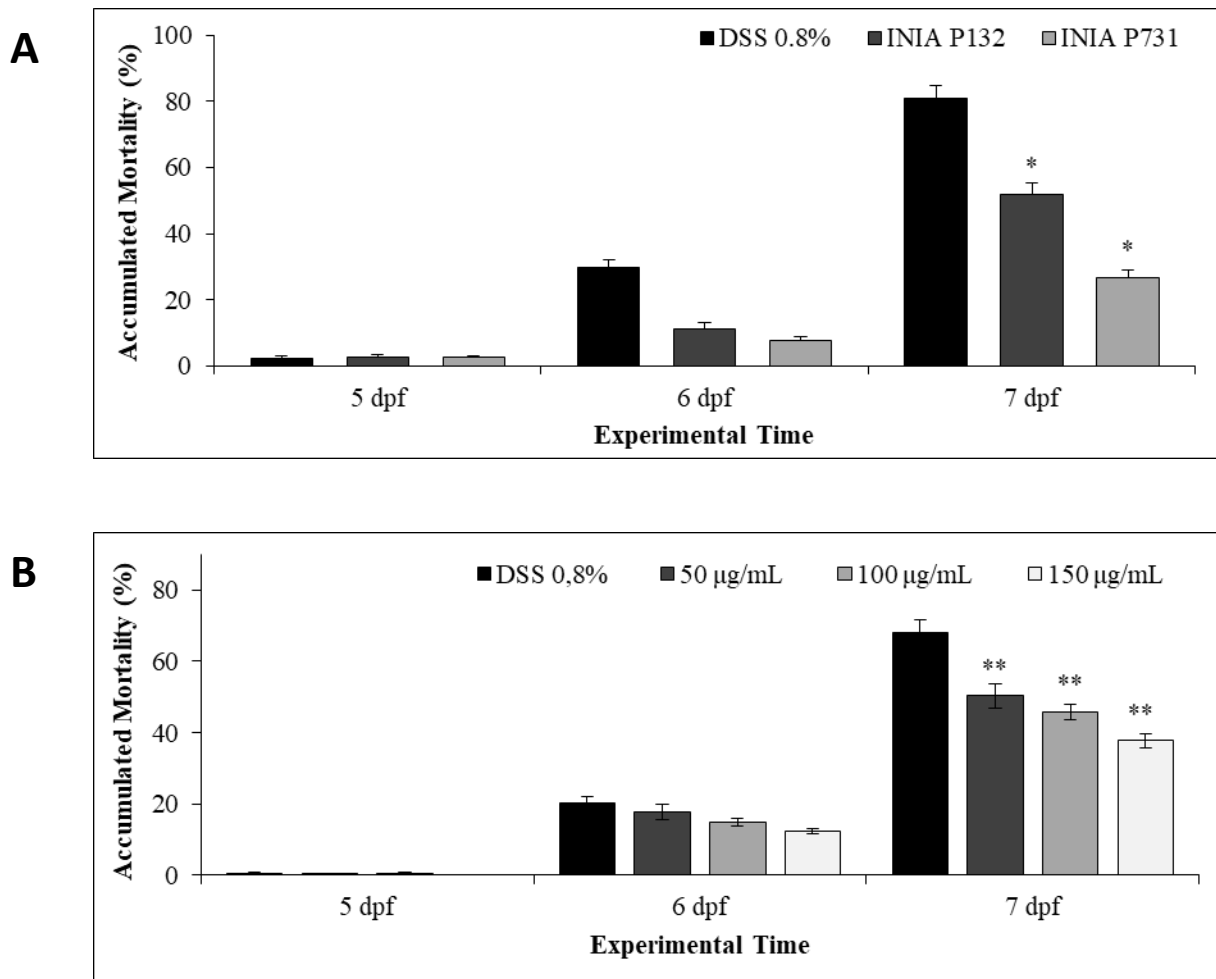 A
Accumulated Mortality (%)
100
80
60
40
20
0
DSS 0.8% INIA P132 INIA P731
*
*
5 dpf 6 dpf 7 dpf
Experimental Time
B
Accumulated Mortality (%)
80
60
40
20
0
DSS 0,8% 50 µg/mL 100 µg/mL 150 µg/mL
**
**
**
5 dpf 6 dpf 7 dpf
Experimental Time